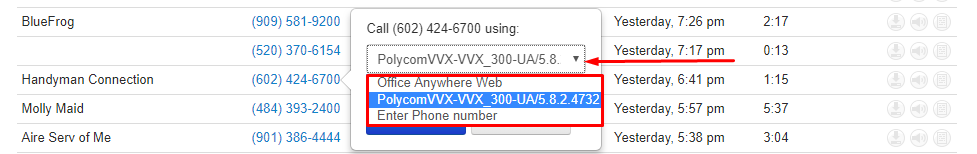 BlueFrog (909) 581-9200 Yesterday, 7:26 pm 2:17
Call (602) 424-6700 using:
(520) 370-6154 Yesterday, 7:17 pm 0:13
PolycomVVX-VVX_300-UA/5.8.
Handyman Connection (602) 424-6700 Yesterday, 6:41 pm 1:15
Office Anywhere Web
PolycomVVX-VVX_300-UA/5.8.2.4732
Enter Phone number
Molly Maid (484) 393-2400 Yesterday, 5:57 pm 5:37
Aire Serv of Me (901) 386-4444 Yesterday, 5:38 pm 3:04